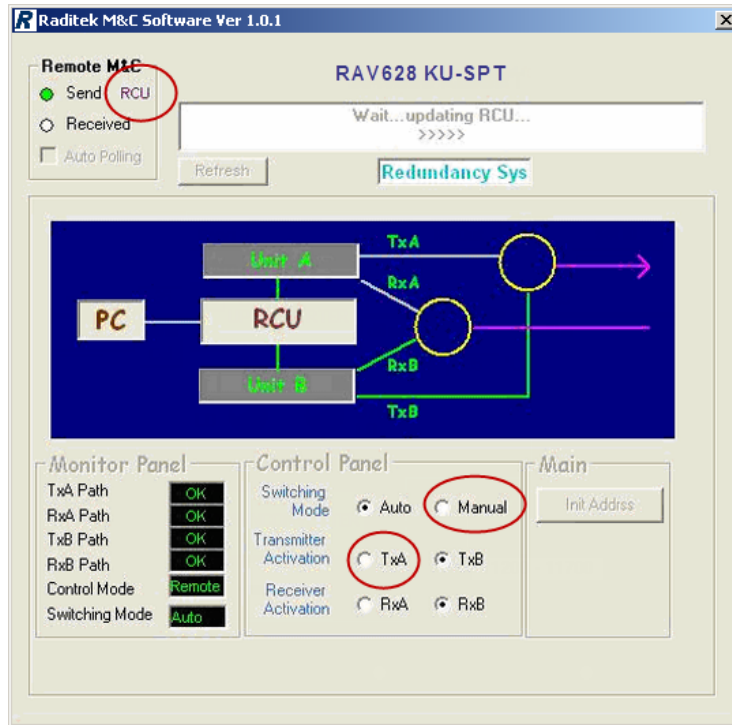 R Raditek M&C Software Ver 1.0.1
Remote M&C
Send RCU
Received
Auto Polling
RAV628 KU-SPT
Wait...updating RCU...
>>>>>
Refresh
Redundancy Sys
TxA
Unit A
RxA
PC
RCU
RxB
Unit B
TxB
Monitor Panel
TxA Path OK
RxA Path OK
TxB Path OK
RxB Path OK
Control Mode Remote
Switching Mode Auto
Control Panel
Switching
Mode Auto Manual
Transmitter
Activation TxA TxB
Receiver
Activation RxA RxB
Main
Init Addrss